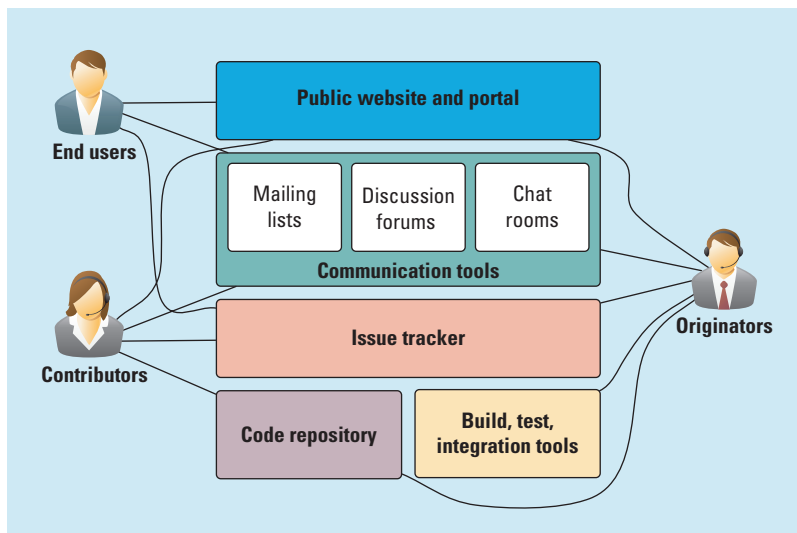 Public website and portal
End users
Mailing
lists
Discussion
forums
Chat
rooms
Communication tools
Contributors
Issue tracker
Originators
Code repository
Build, test,
integration tools